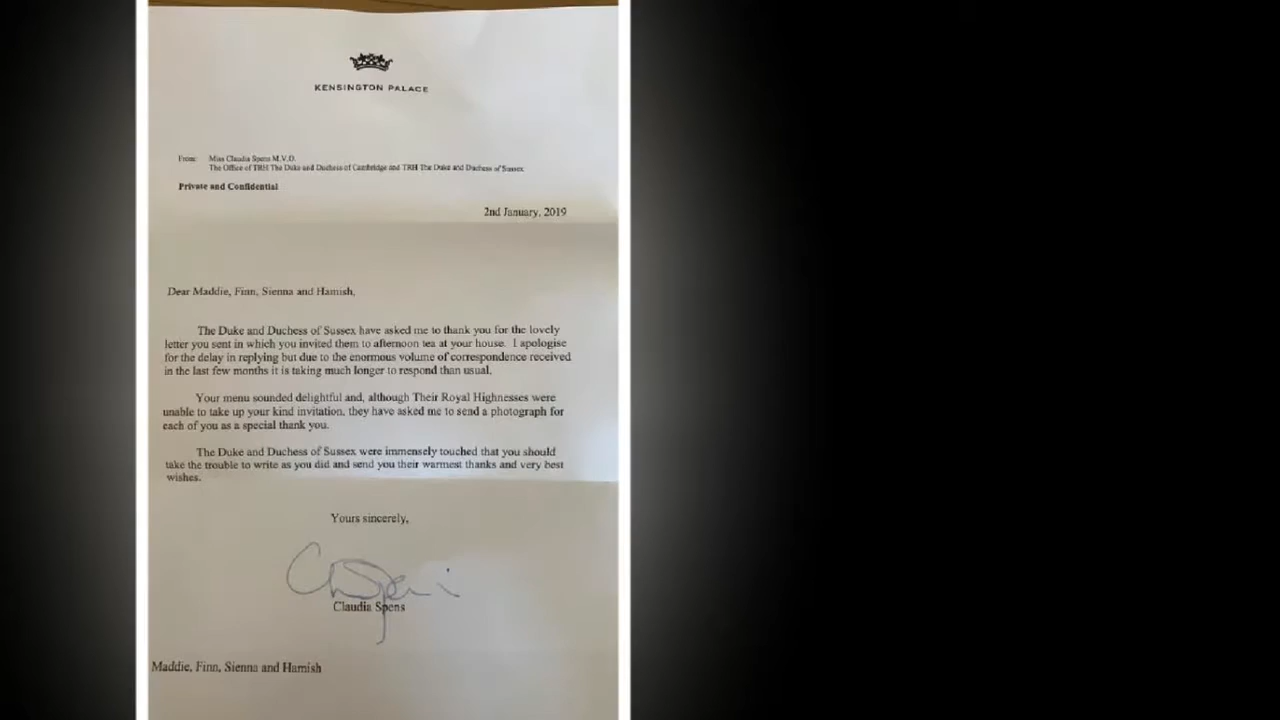 KENSINGTON PALACE
From: Miss Claudia Spens M.V.O.
The Office of TRH The Duke and Duchess of Cambridge and TRH The Duke and Duchess of Sussex
Private and Confidential
2nd January, 2019
Dear Maddie, Finn, Sienna and Hamish,
The Duke and Duchess of Sussex have asked me to thank you for the lovely
letter you sent in which you invited them to afternoon tea at your house. I apologise
for the delay in replying but due to the enormous volume of correspondence received
in the last few months it is taking much longer to respond than usual.
Your menu sounded delightful and, although Their Royal Highnesses were
unable to take up your kind invitation, they have asked me to send a photograph for
each of you as a special thank you.
The Duke and Duchess of Sussex were immensely touched that you should
take the trouble to write as you did and send you their warmest thanks and very best
wishes.
Yours sincerely,
Claudia Spens
Maddie, Finn, Sienna and Hamish